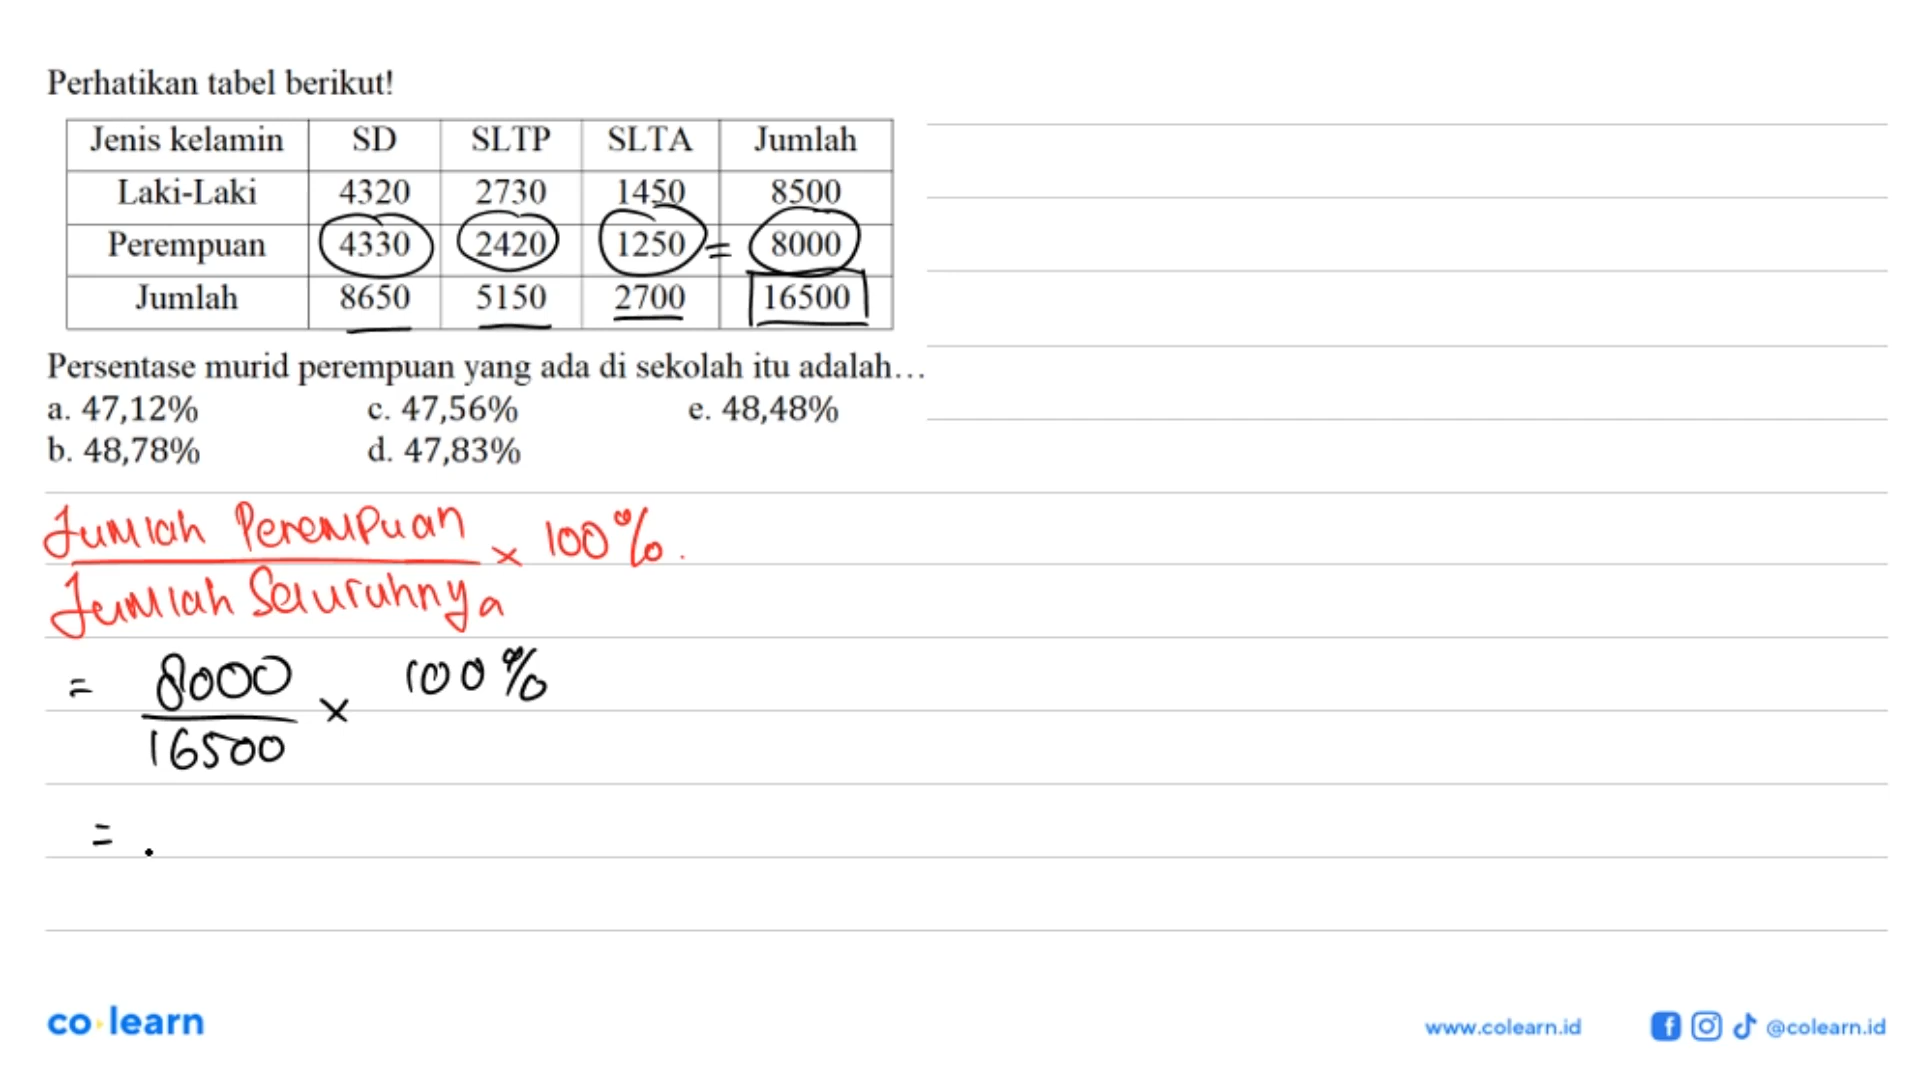 Perhatikan tabel berikut!
Jenis kelamin SD SLTP SLTA Jumlah
Laki-Laki 4320 2730 1450 8500
Perempuan 4330 2420 1250 = 8000
Jumlah 8650 5150 2700 16500
Persentase murid perempuan yang ada di sekolah itu adalah...
a. 47,12% c. 47,56% e. 48,48%
b. 48,78% d. 47,83%
Jumlah Perempuan × 100%.
Jumlah Seluruhnya
= 8000 × 100%
16500
= .
co learn
www.colearn.id @colearn.id